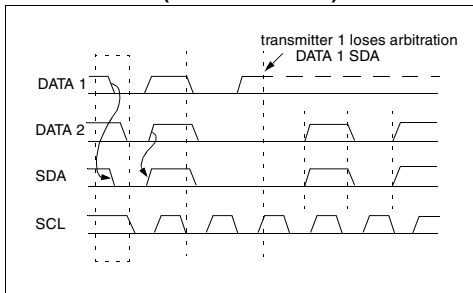 transmitter 1 loses arbitration
DATA 1 SDA
DATA 1
DATA 2
SDA
SCL